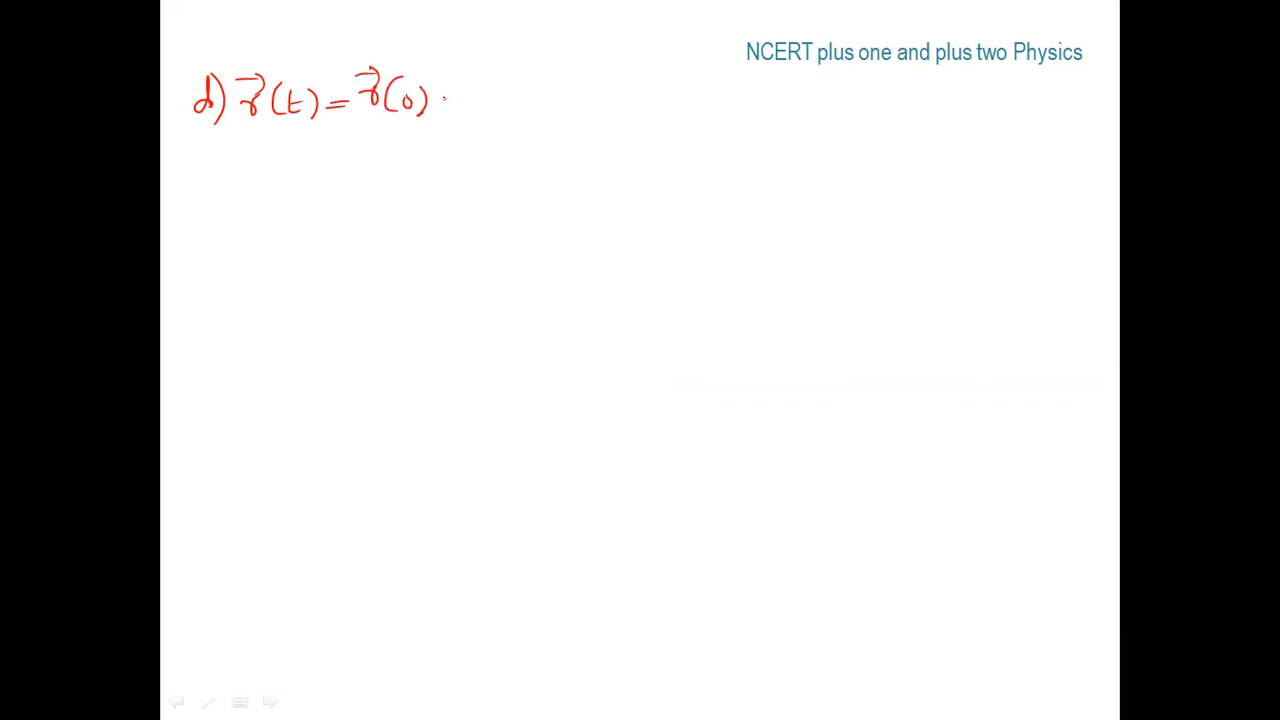 NCERT plus one and plus two Physics
d) r⃗(t) = r⃗(0)